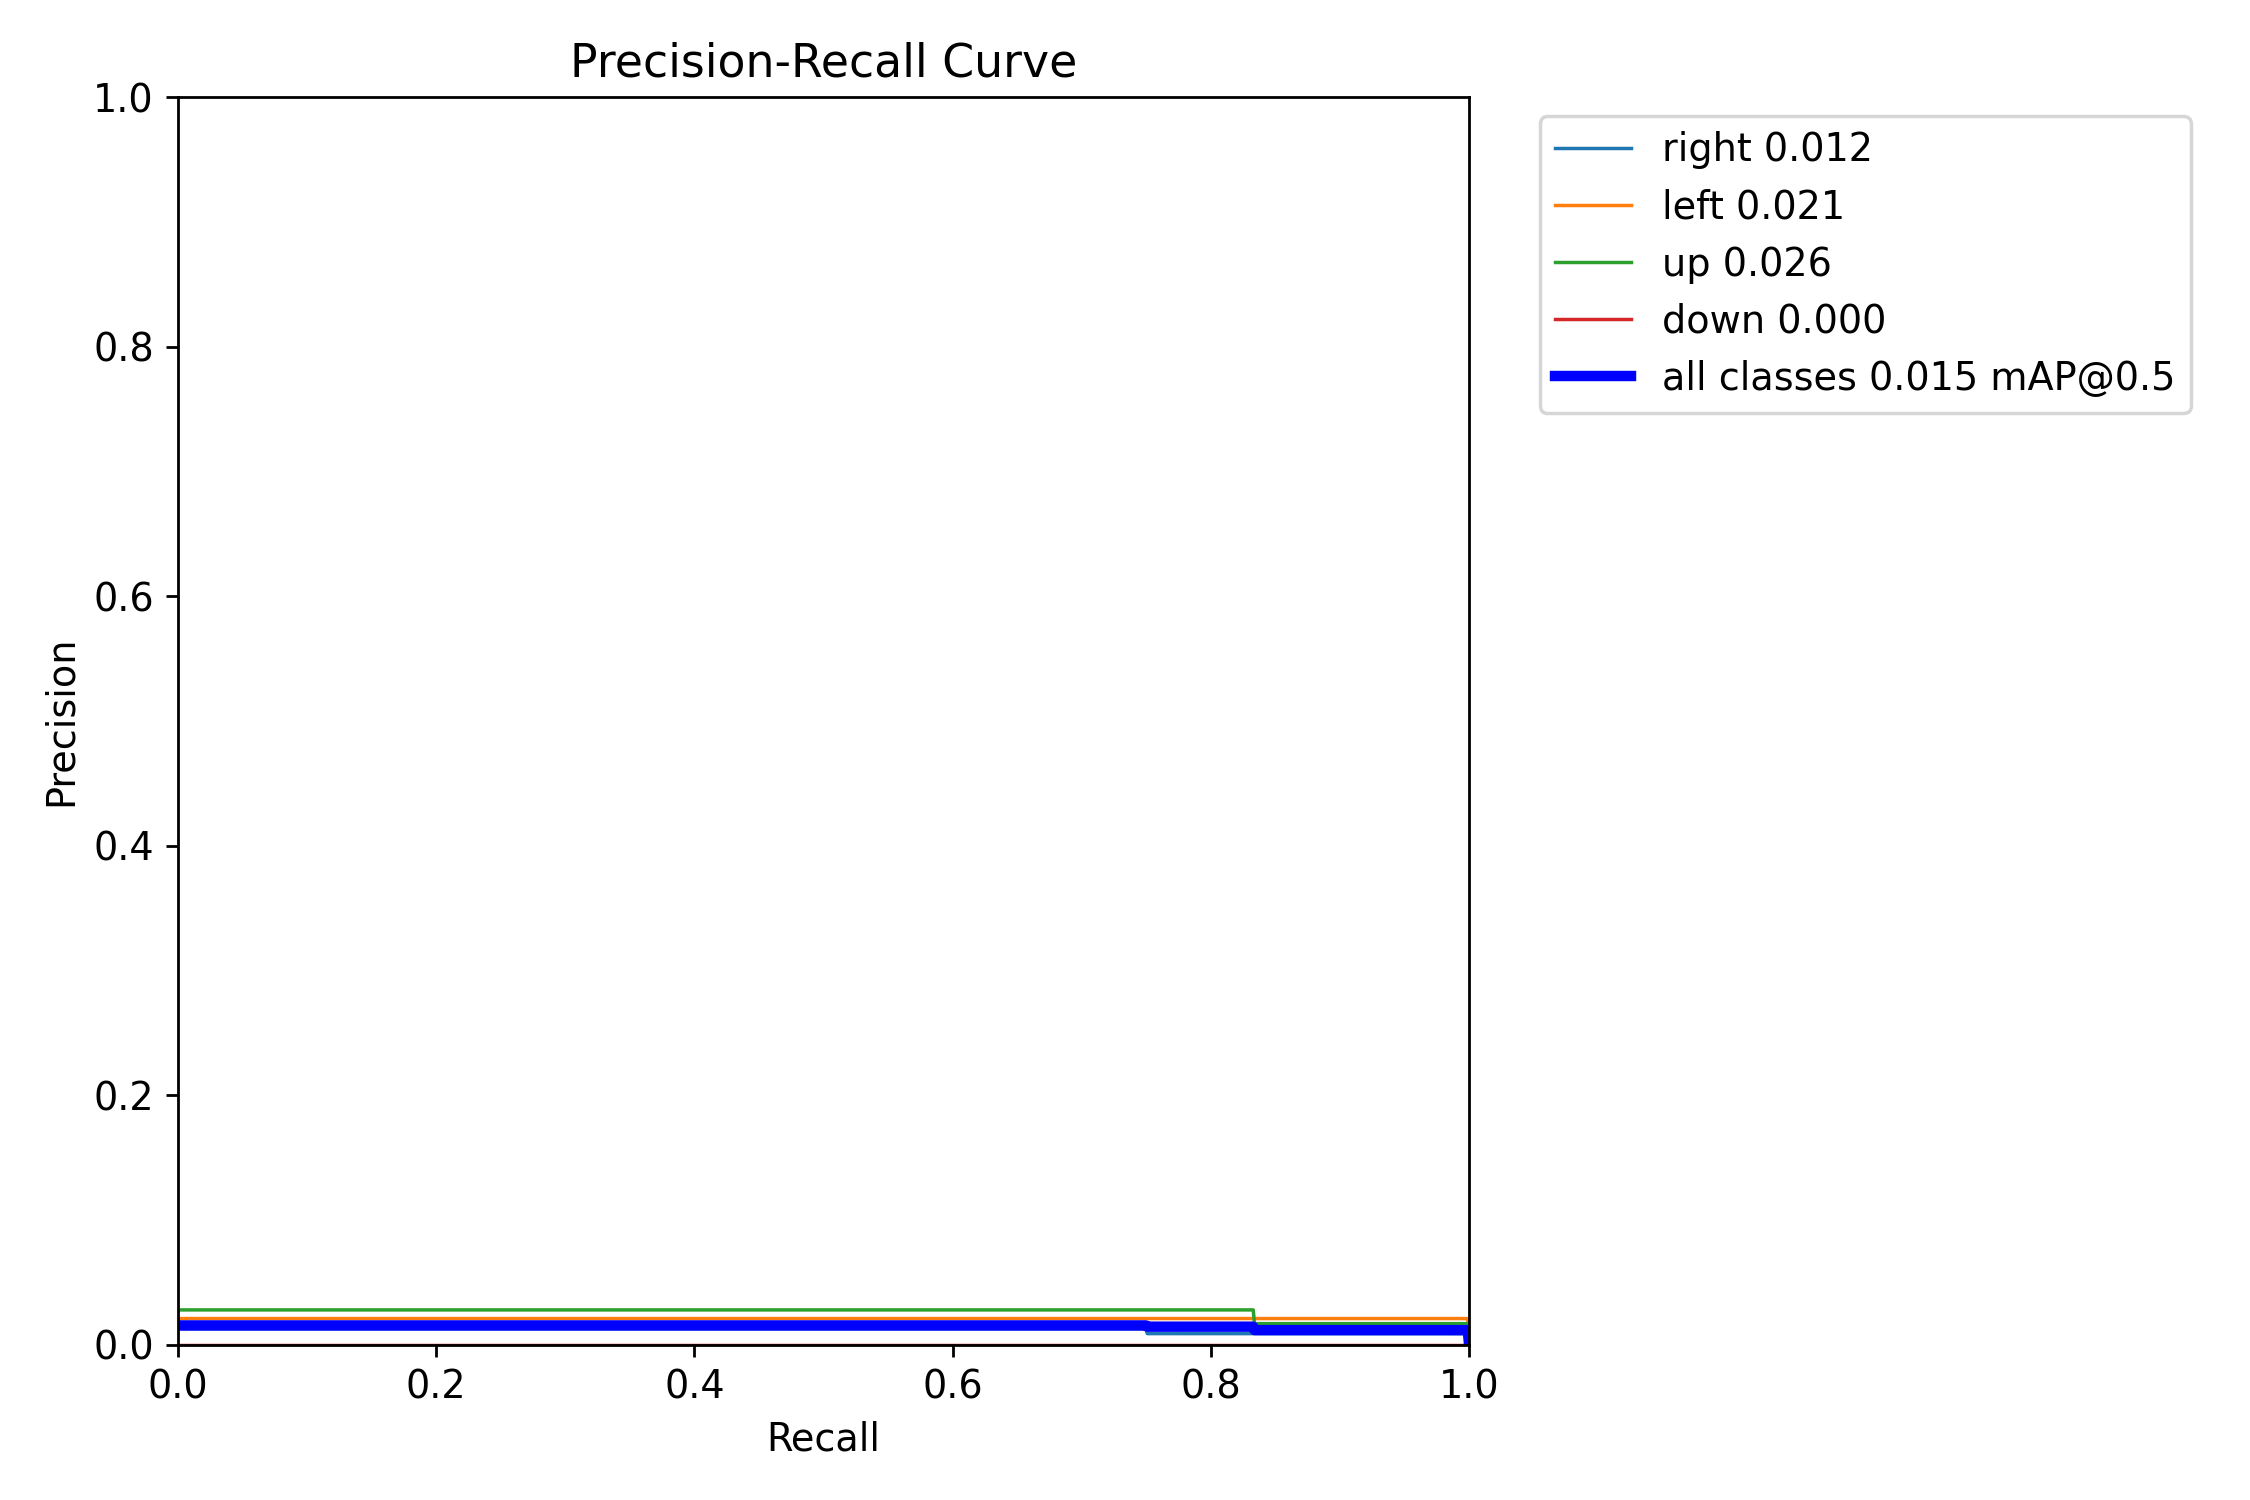 Precision-Recall Curve
1.0
0.8
0.6
0.4
0.2
0.0
Precision
0.0 0.2 0.4 0.6 0.8 1.0
Recall
right 0.012
left 0.021
up 0.026
down 0.000
all classes 0.015 mAP@0.5